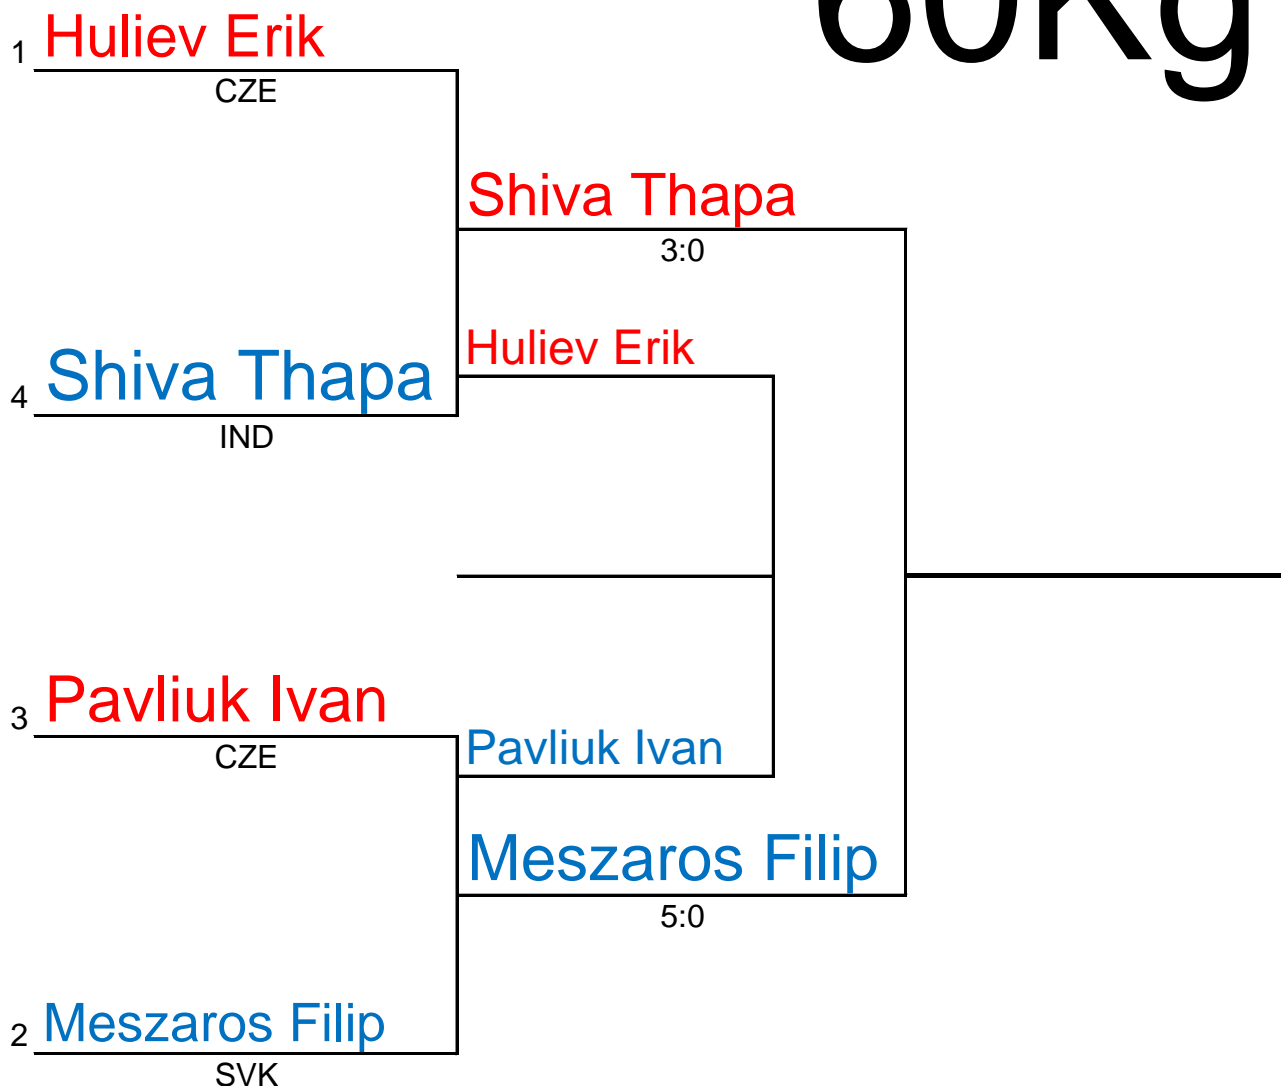 60Kg
1 Huliev Erik
CZE
Shiva Thapa
3:0
Huliev Erik
4 Shiva Thapa
IND
3 Pavliuk Ivan
CZE
Pavliuk Ivan
Meszaros Filip
5:0
2 Meszaros Filip
SVK